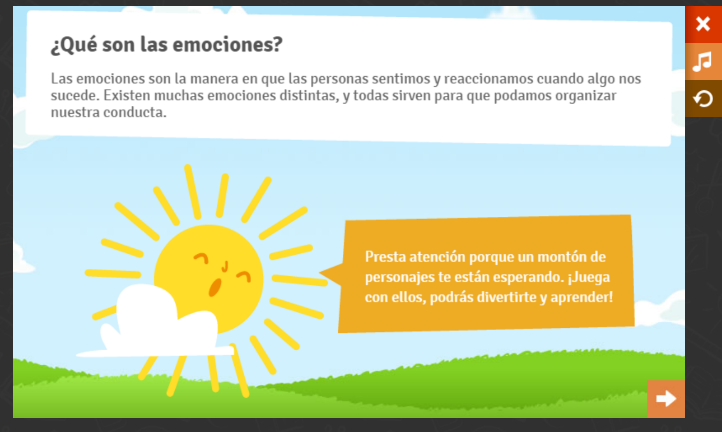 ¿Qué son las emociones?
Las emociones son la manera en que las personas sentimos y reaccionamos cuando algo nos
sucede. Existen muchas emociones distintas, y todas sirven para que podamos organizar
nuestra conducta.
Presta atención porque un montón de
personajes te están esperando. ¡Juega
con ellos, podrás divertirte y aprender!